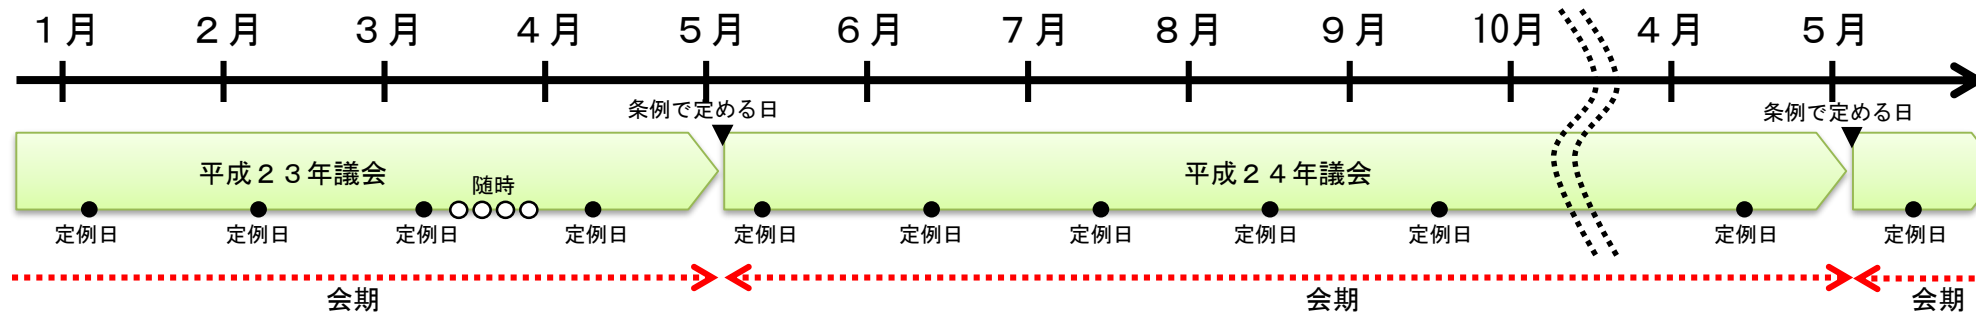 1月 2月 3月 4月 5月 6月 7月 8月 9月 10月 4月 5月
条例で定める日 条例で定める日
平成23年議会 平成24年議会
随時
定例日 定例日 定例日 定例日 定例日 定例日 定例日 定例日 定例日 定例日 定例日
会期 会期 会期